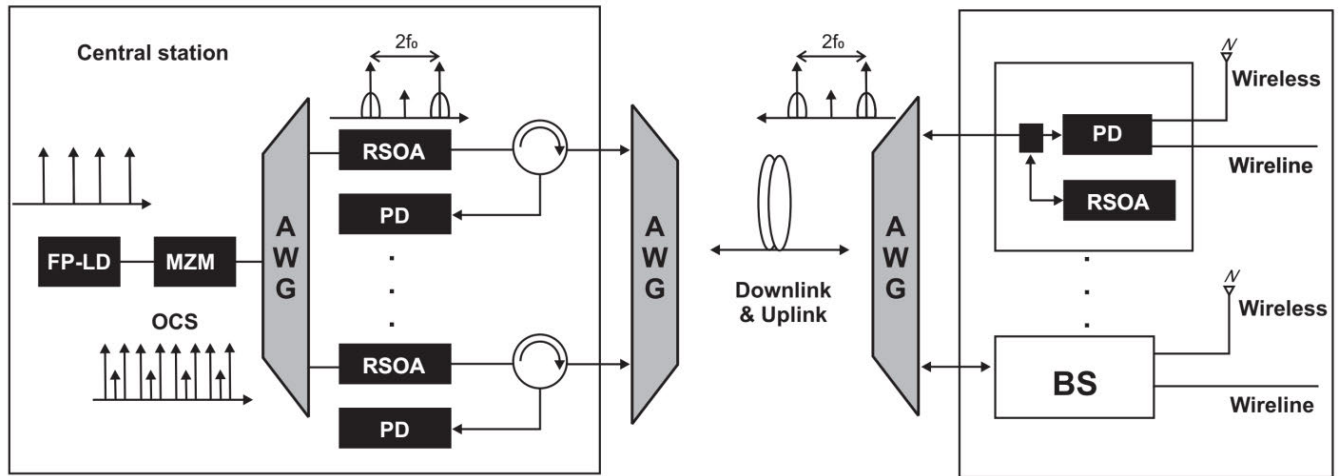 Central station
2f₀
RSOA
PD
FP-LD
MZM
OCS
A
W
G
RSOA
PD
A
W
G
2f₀
Downlink
& Uplink
A
W
G
PD
RSOA
N
Wireless
Wireline
BS
N
Wireless
Wireline